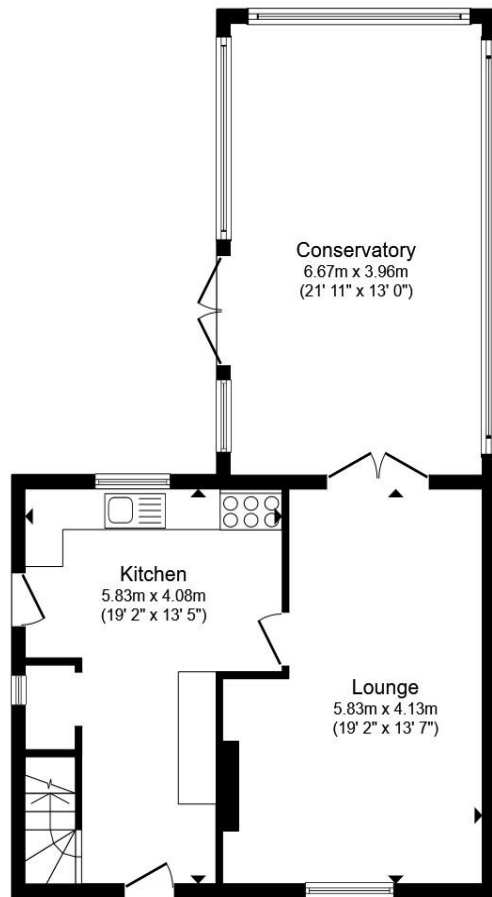 Conservatory
6.67m x 3.96m
(21' 11" x 13' 0")
Kitchen
5.83m x 4.08m
(19' 2" x 13' 5")
Lounge
5.83m x 4.13m
(19' 2" x 13' 7")